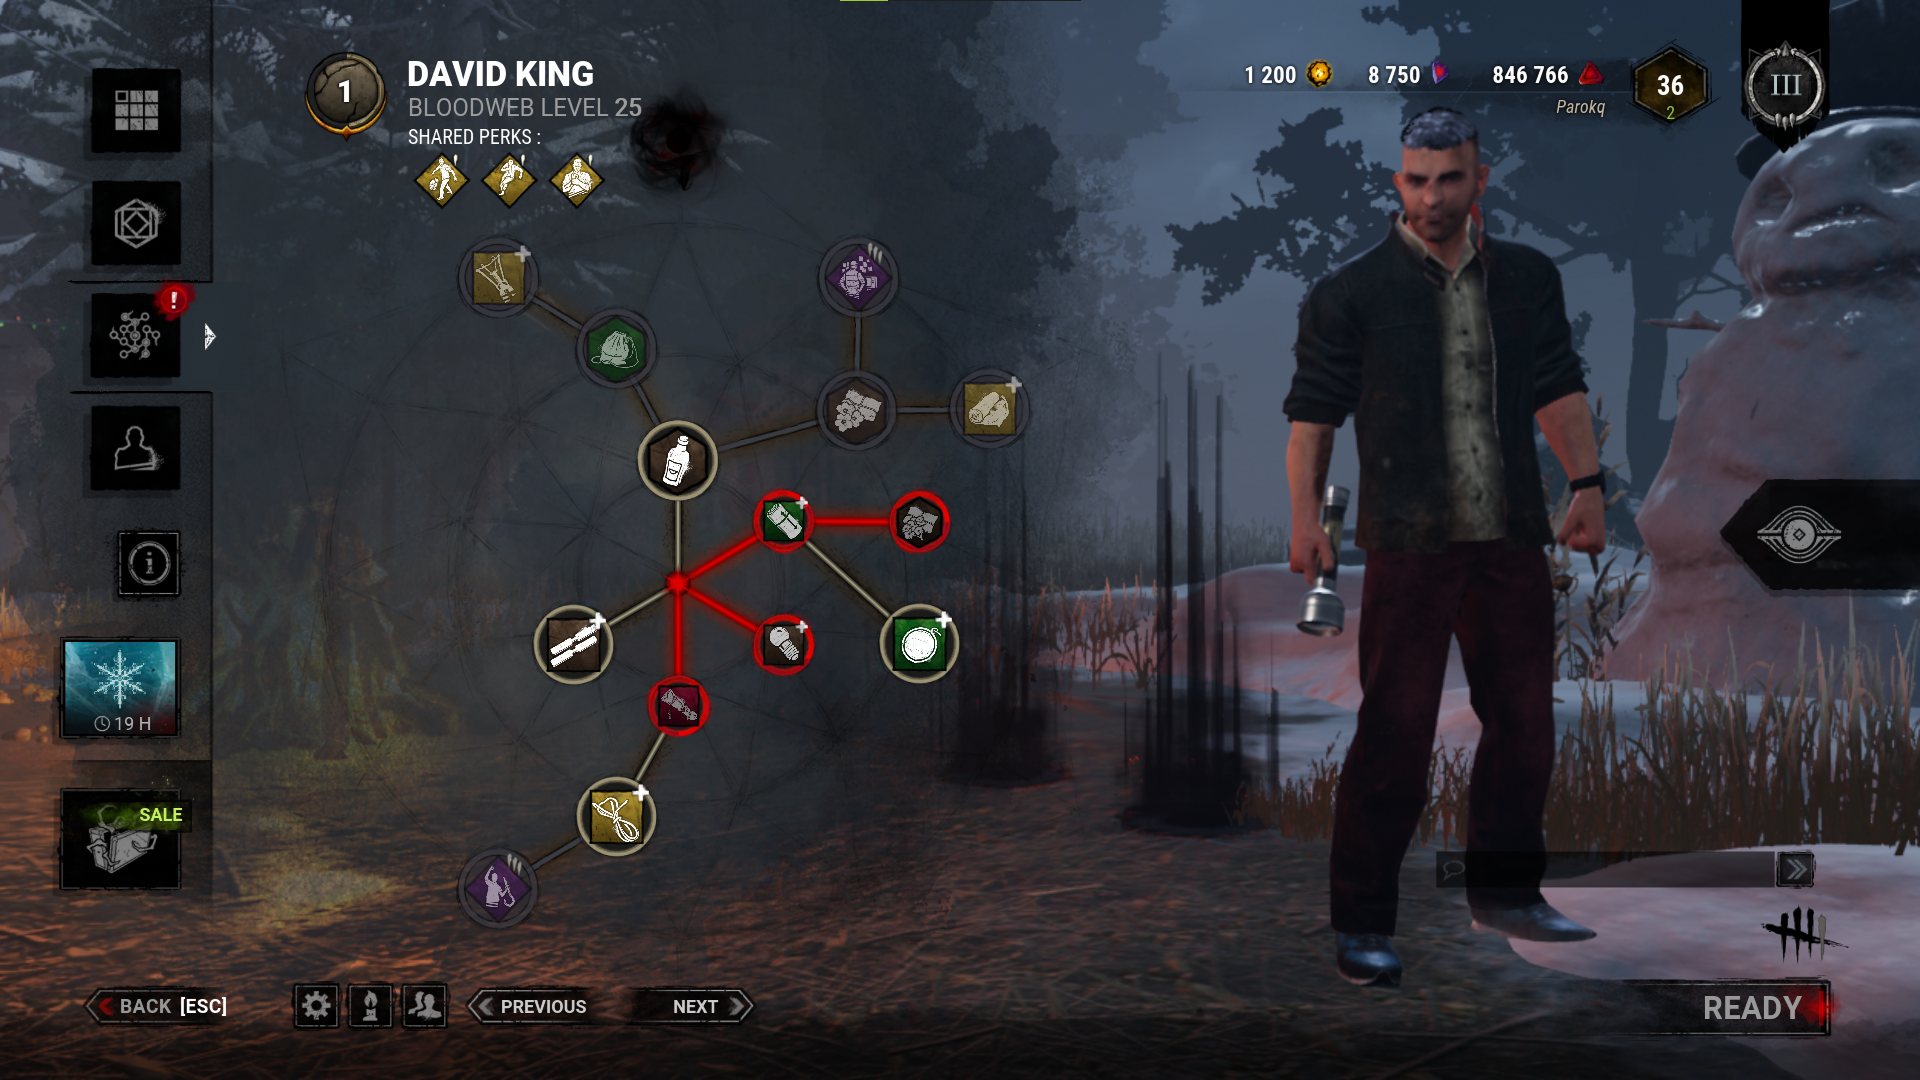 1
DAVID KING
BLOODWEB LEVEL 25
SHARED PERKS :
1 200
8 750
846 766
Parokq
36
2
III
!
19 H
SALE
BACK [ESC]
PREVIOUS
NEXT
READY